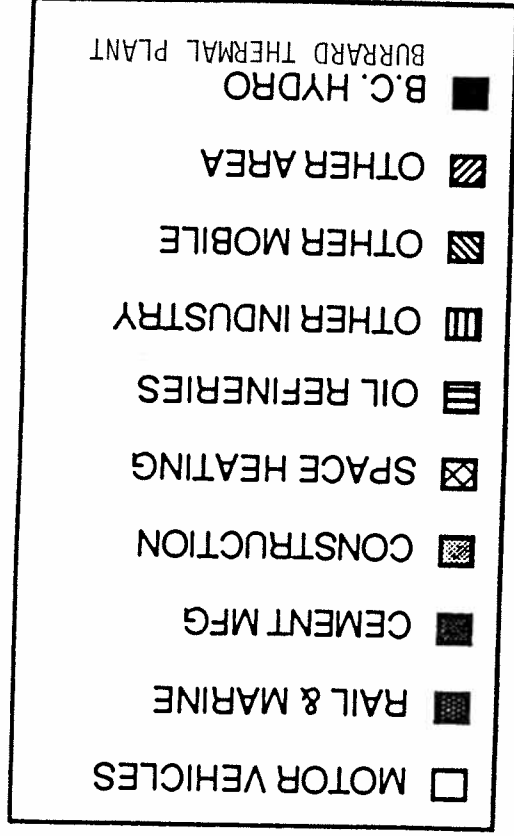 MOTOR VEHICLES
RAIL & MARINE
CEMENT MFG
CONSTRUCTION
SPACE HEATING
OIL REFINERIES
OTHER INDUSTRY
OTHER MOBILE
OTHER AREA
B.C. HYDRO
BURRARD THERMAL PLANT